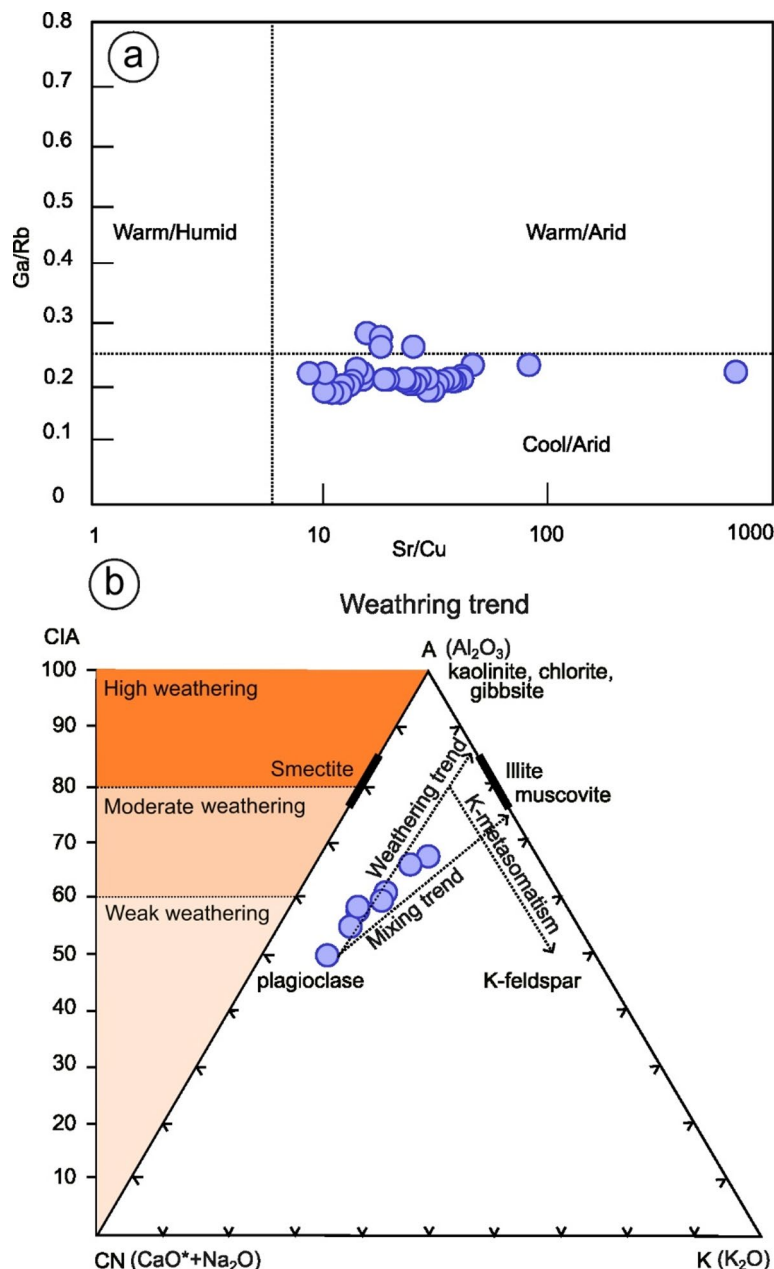 a
0.8
0.7
0.6
0.5
0.4
0.3
0.2
0.1
0
Ga/Rb
Warm/Humid
Warm/Arid
Cool/Arid
1
10
100
1000
Sr/Cu
b
Weathring trend
CIA
A (Al₂O₃)
kaolinite, chlorite,
gibbsite
100
90
80
70
60
50
40
30
20
10
High weathering
Smectite
Moderate weathering
Weak weathering
Illite
muscovite
Weathering trend
Mixing trend
K-metasomatism
plagioclase
K-feldspar
CN (CaO*+Na₂O)
K (K₂O)